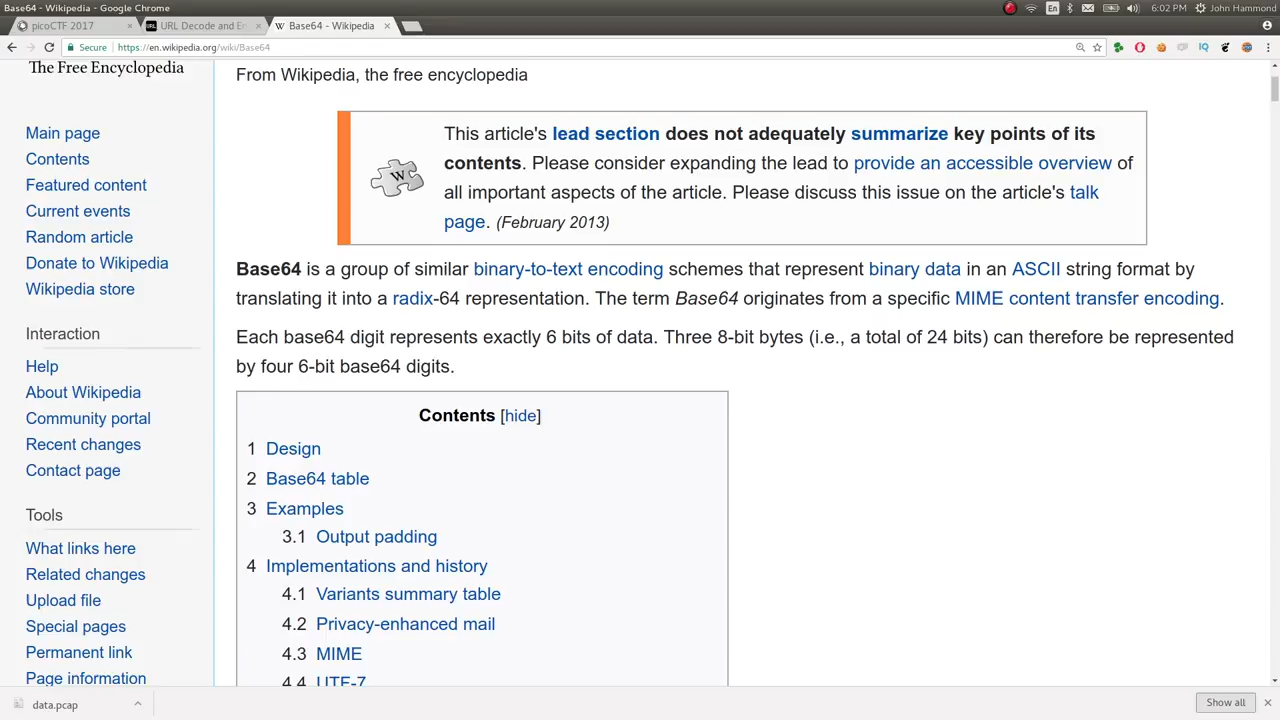 Base64 - Wikipedia - Google Chrome
En
6:02 PM
John Hammond
picoCTF 2017
URL Decode and En
W Base64 - Wikipedia
Secure
https://en.wikipedia.org/wiki/Base64
IQ
The Free Encyclopedia
Main page
Contents
Featured content
Current events
Random article
Donate to Wikipedia
Wikipedia store
Interaction
Help
About Wikipedia
Community portal
Recent changes
Contact page
Tools
What links here
Related changes
Upload file
Special pages
Permanent link
Page information
From Wikipedia, the free encyclopedia
W
This article's lead section does not adequately summarize key points of its
contents. Please consider expanding the lead to provide an accessible overview of
all important aspects of the article. Please discuss this issue on the article's talk
page. (February 2013)
Base64 is a group of similar binary-to-text encoding schemes that represent binary data in an ASCII string format by
translating it into a radix-64 representation. The term Base64 originates from a specific MIME content transfer encoding.
Each base64 digit represents exactly 6 bits of data. Three 8-bit bytes (i.e., a total of 24 bits) can therefore be represented
by four 6-bit base64 digits.
Contents [hide]
1 Design
2 Base64 table
3 Examples
3.1 Output padding
4 Implementations and history
4.1 Variants summary table
4.2 Privacy-enhanced mail
4.3 MIME
4.4 UTF-7
data.pcap
Show all